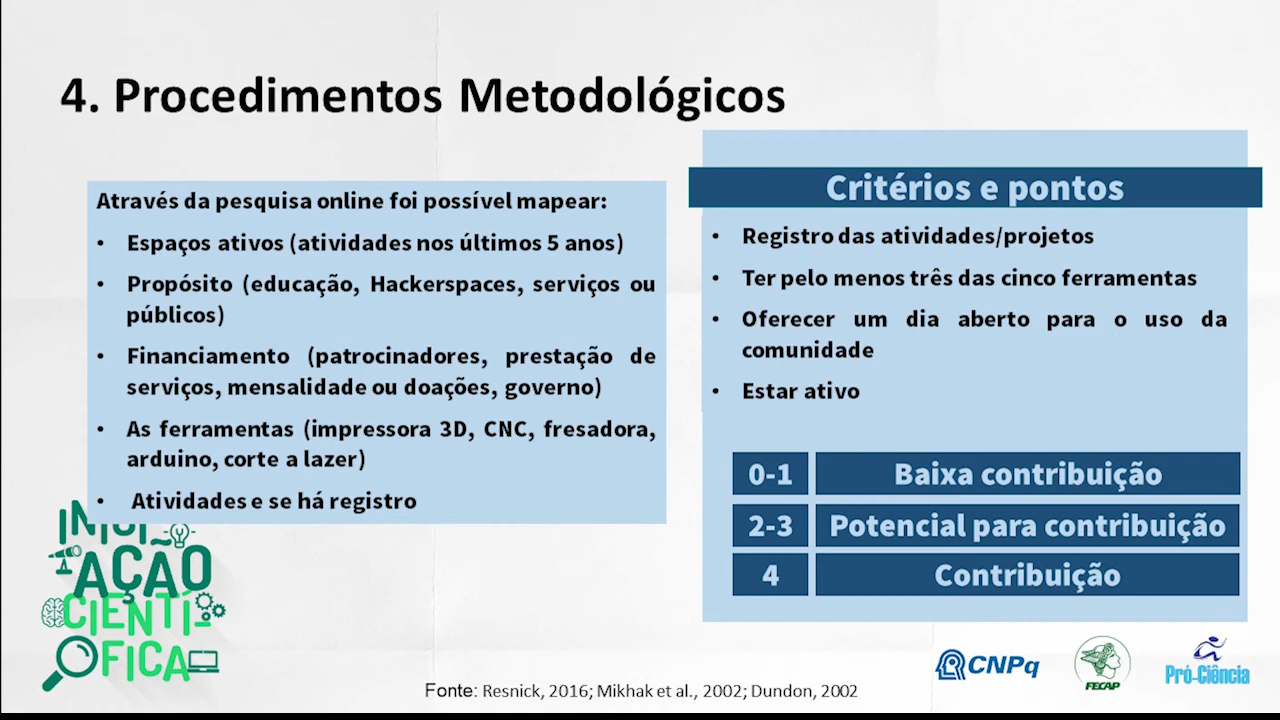 4. Procedimentos Metodológicos
Através da pesquisa online foi possível mapear:
• Espaços ativos (atividades nos últimos 5 anos)
• Propósito (educação, Hackerspaces, serviços ou
públicos)
• Financiamento (patrocinadores, prestação de
serviços, mensalidade ou doações, governo)
• As ferramentas (impressora 3D, CNC, fresadora,
arduino, corte a lazer)
• Atividades e se há registro
Critérios e pontos
• Registro das atividades/projetos
• Ter pelo menos três das cinco ferramentas
• Oferecer um dia aberto para o uso da
comunidade
• Estar ativo
0-1 Baixa contribuição
2-3 Potencial para contribuição
4 Contribuição
INICI
AÇÃO
CIENTÍ-
FICA
CNPq
FECAP
Pró-Ciência
Fonte: Resnick, 2016; Mikhak et al., 2002; Dundon, 2002